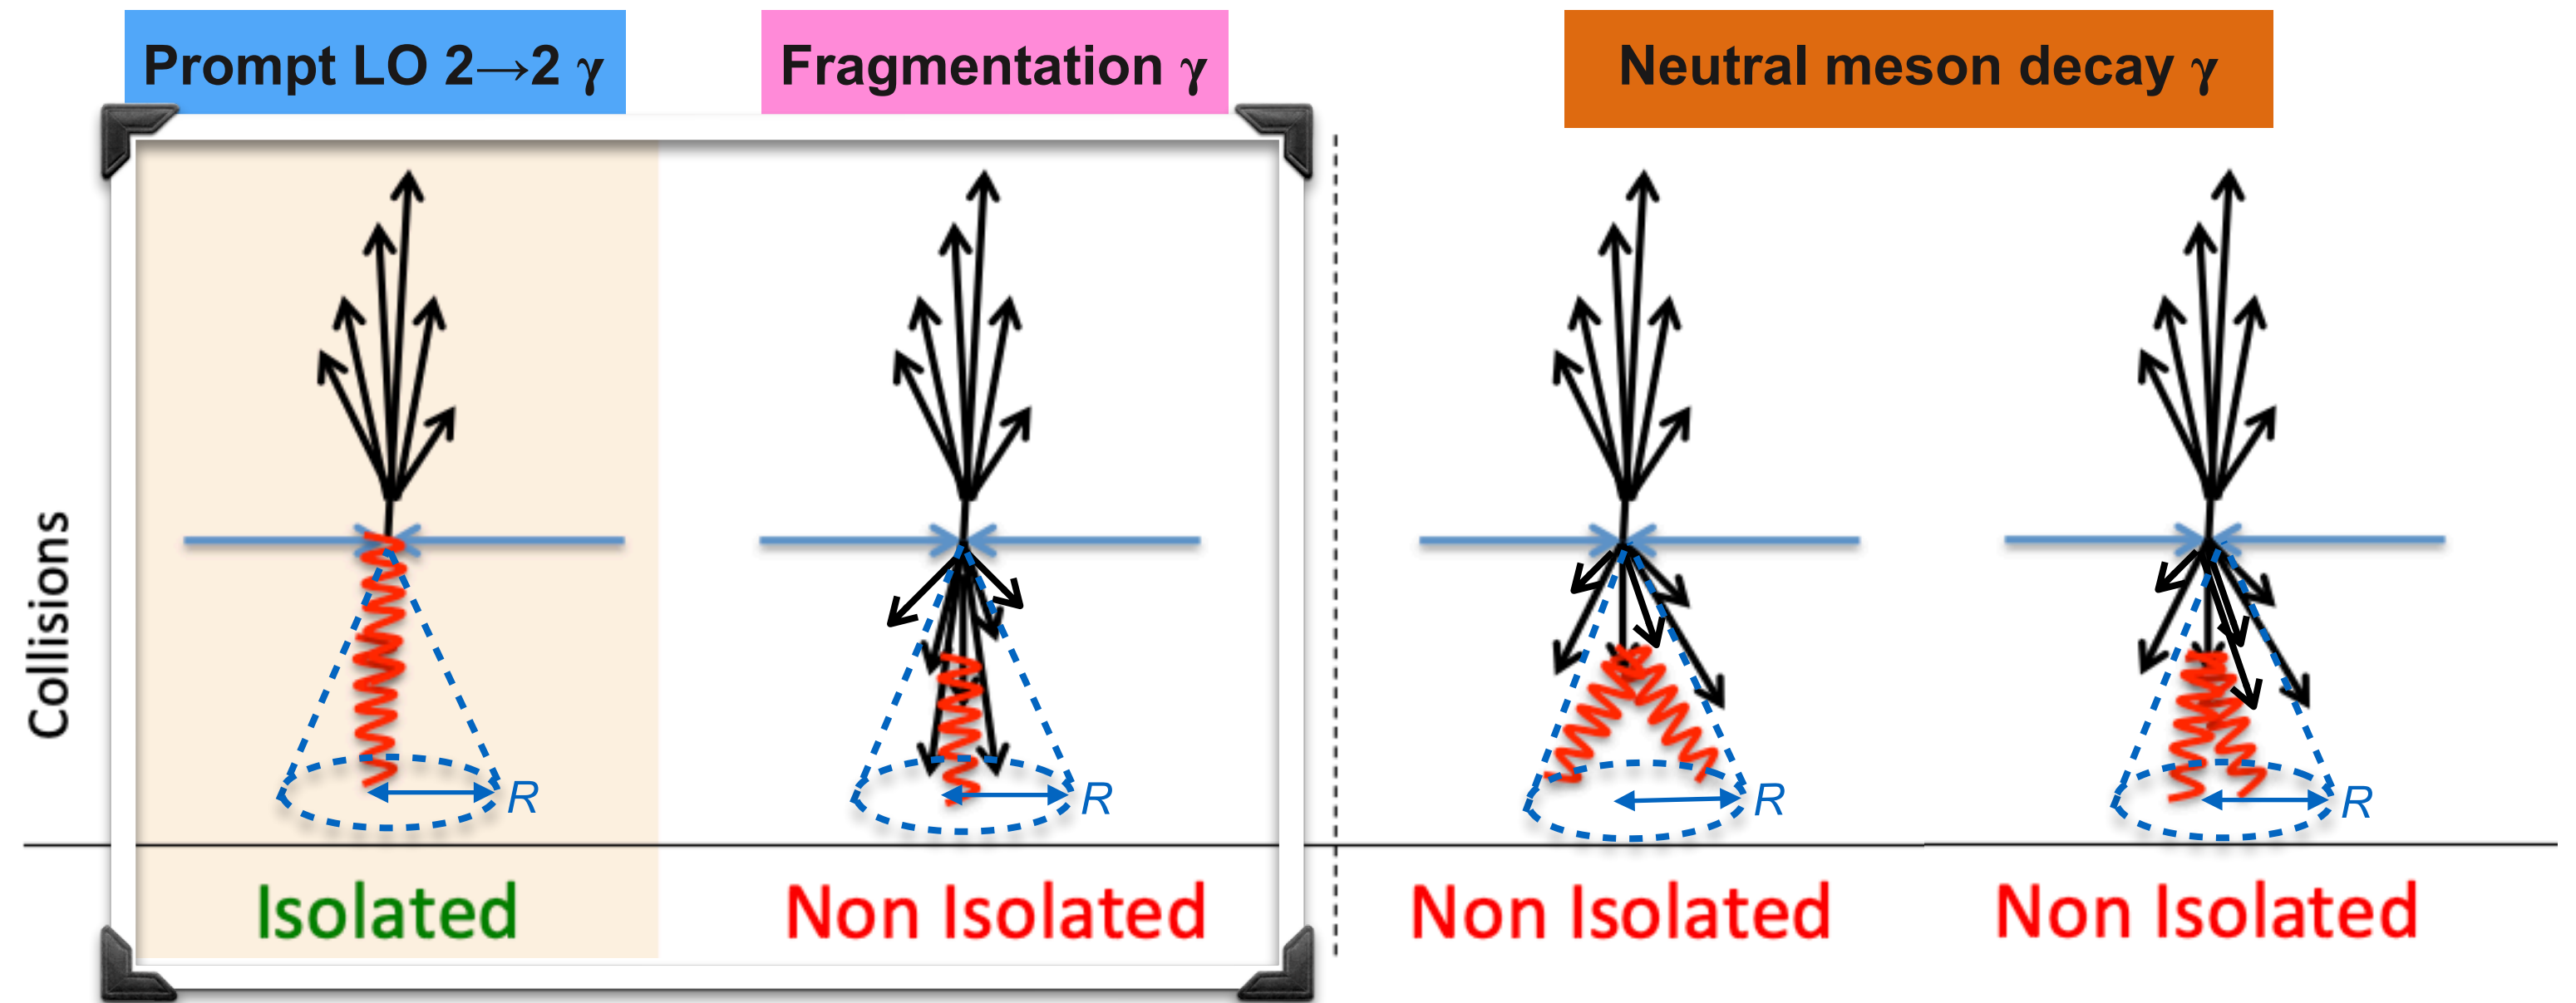 Prompt LO 2→2 γ
Fragmentation γ
Neutral meson decay γ
Collisions
R
R
R
R
Isolated
Non Isolated
Non Isolated
Non Isolated